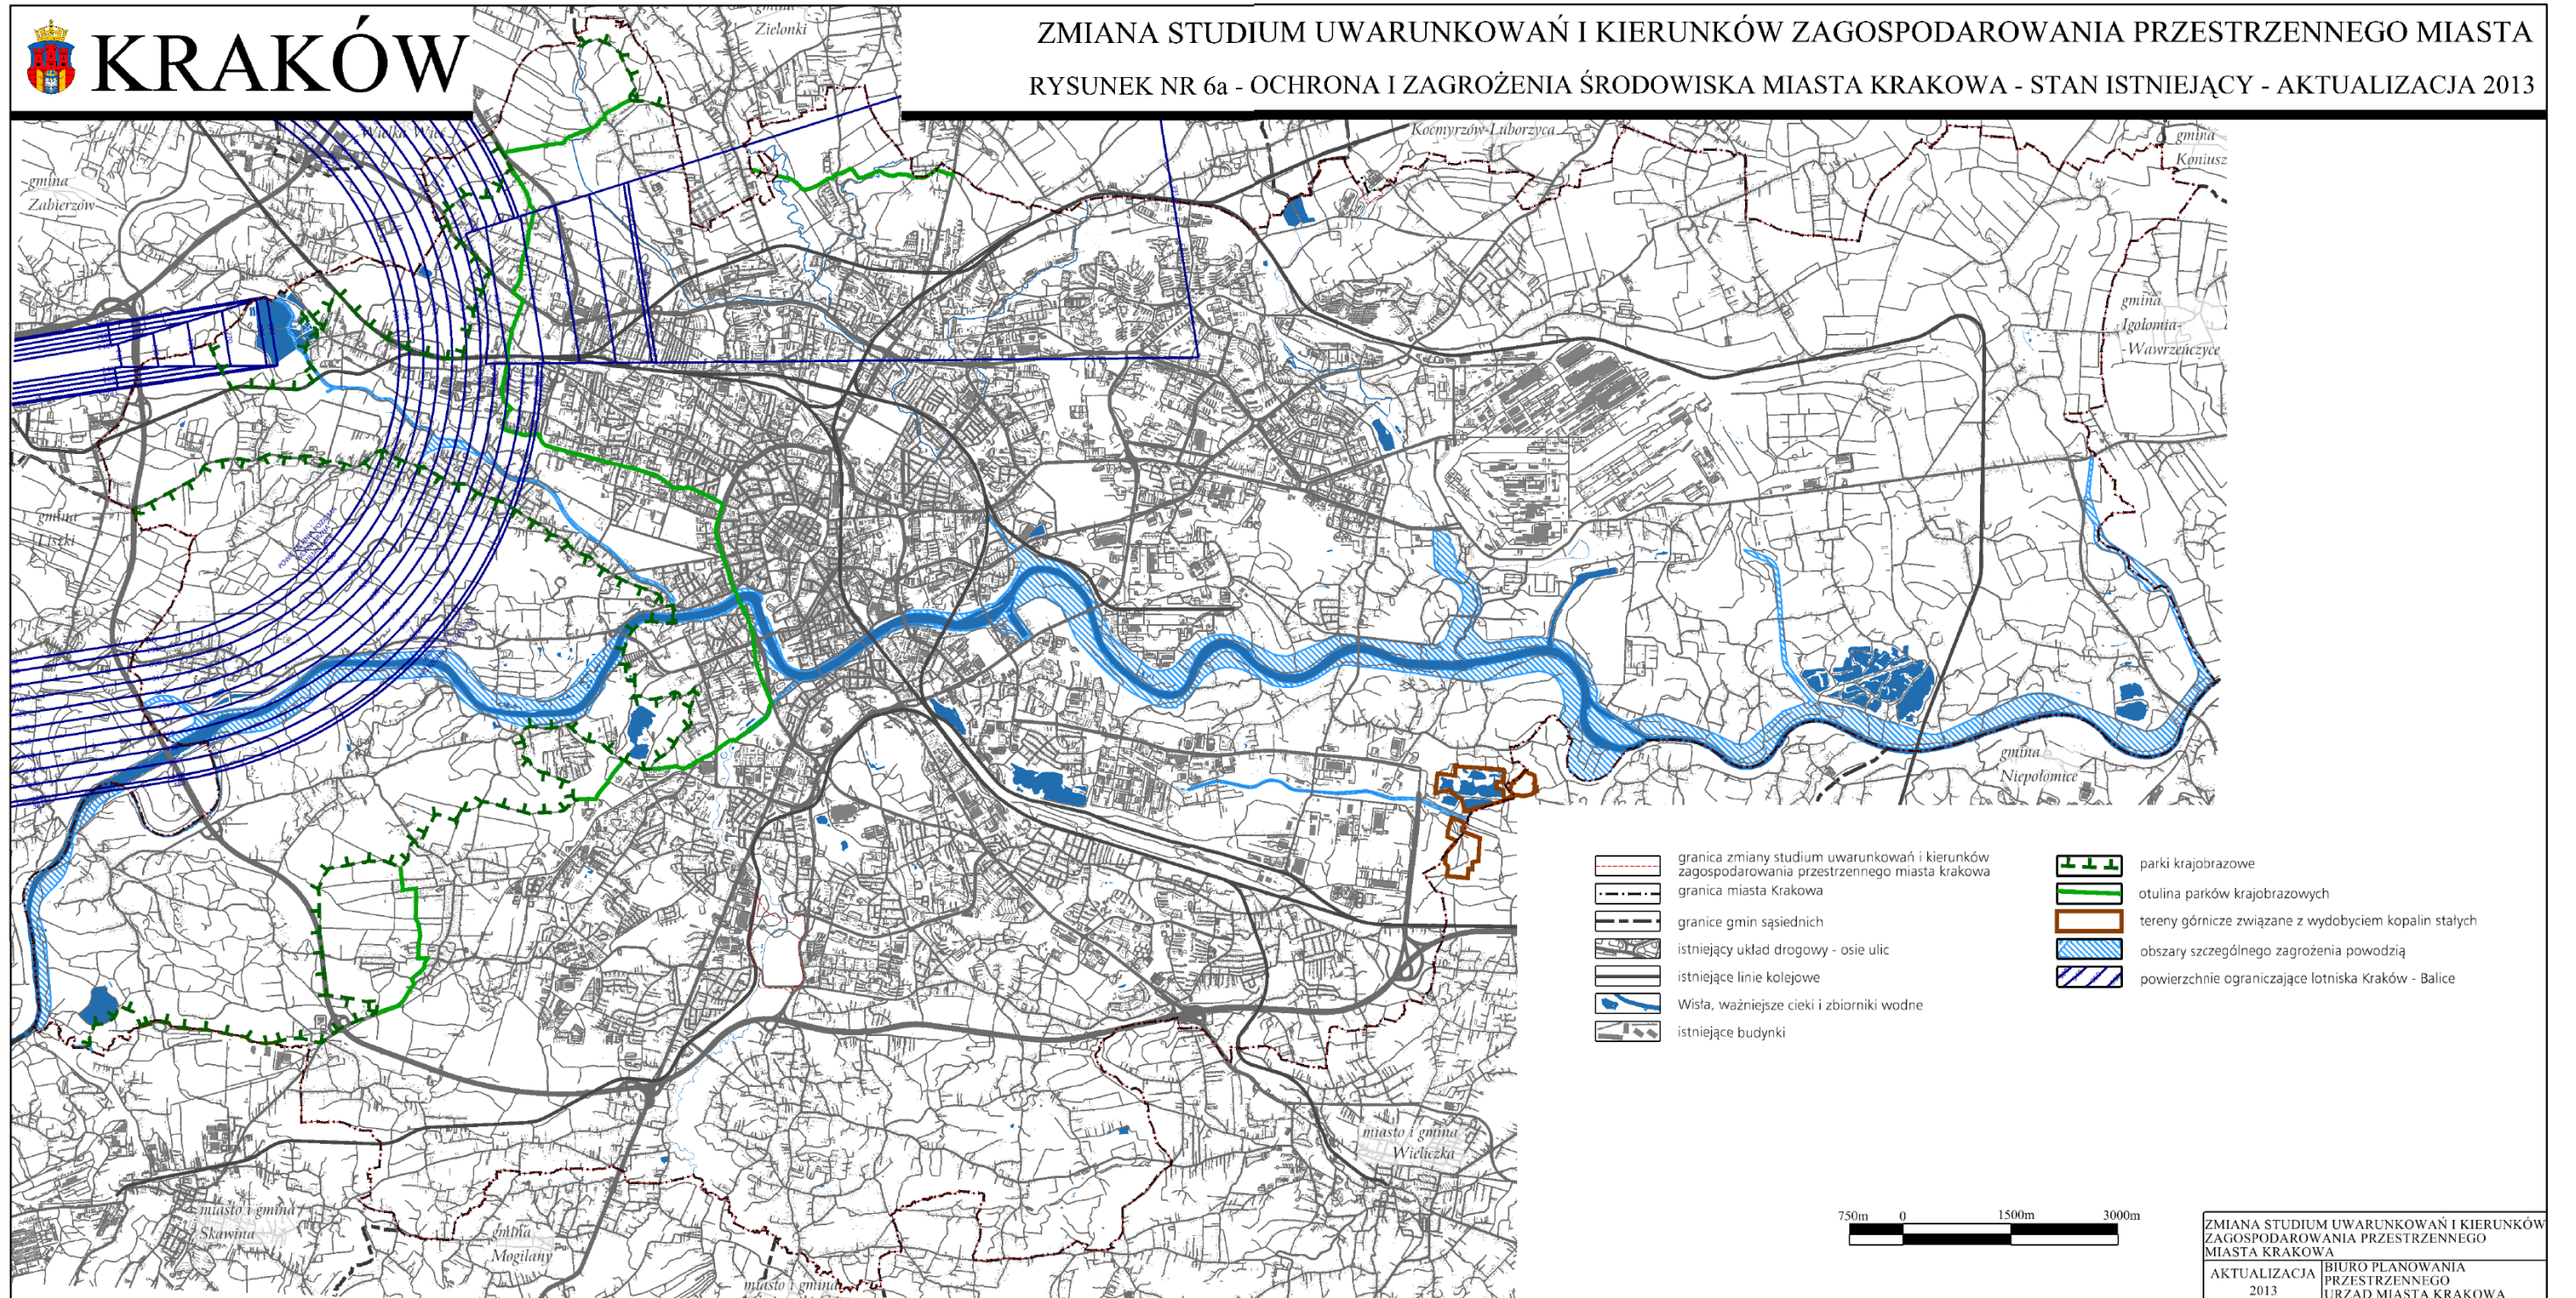 KRAKÓW
ZMIANA STUDIUM UWARUNKOWAŃ I KIERUNKÓW ZAGOSPODAROWANIA PRZESTRZENNEGO MIASTA
RYSUNEK NR 6a - OCHRONA I ZAGROŻENIA ŚRODOWISKA MIASTA KRAKOWA - STAN ISTNIEJĄCY - AKTUALIZACJA 2013
gmina
Zielonki
Wielka Wieś
Kocmyrzów-Luborzyca
gmina
Koniusz
gmina
Zabierzów
gmina
Igołomia-
-Wawrzeńczyce
gmina
Liszki
gmina
Niepołomice
granica zmiany studium uwarunkowań i kierunków
zagospodarowania przestrzennego miasta krakowa
granica miasta Krakowa
granice gmin sąsiednich
istniejący układ drogowy - osie ulic
istniejące linie kolejowe
Wisła, ważniejsze cieki i zbiorniki wodne
istniejące budynki
parki krajobrazowe
otulina parków krajobrazowych
tereny górnicze związane z wydobyciem kopalin stałych
obszary szczególnego zagrożenia powodzią
powierzchnie ograniczające lotniska Kraków - Balice
miasto i gmina
Wieliczka
miasto i gmina
Skawina
gmina
Mogilany
miasto i gmina
750m 0 1500m 3000m
ZMIANA STUDIUM UWARUNKOWAŃ I KIERUNKÓW
ZAGOSPODAROWANIA PRZESTRZENNEGO
MIASTA KRAKOWA
AKTUALIZACJA
2013
BIURO PLANOWANIA
PRZESTRZENNEGO
URZĄD MIASTA KRAKOWA